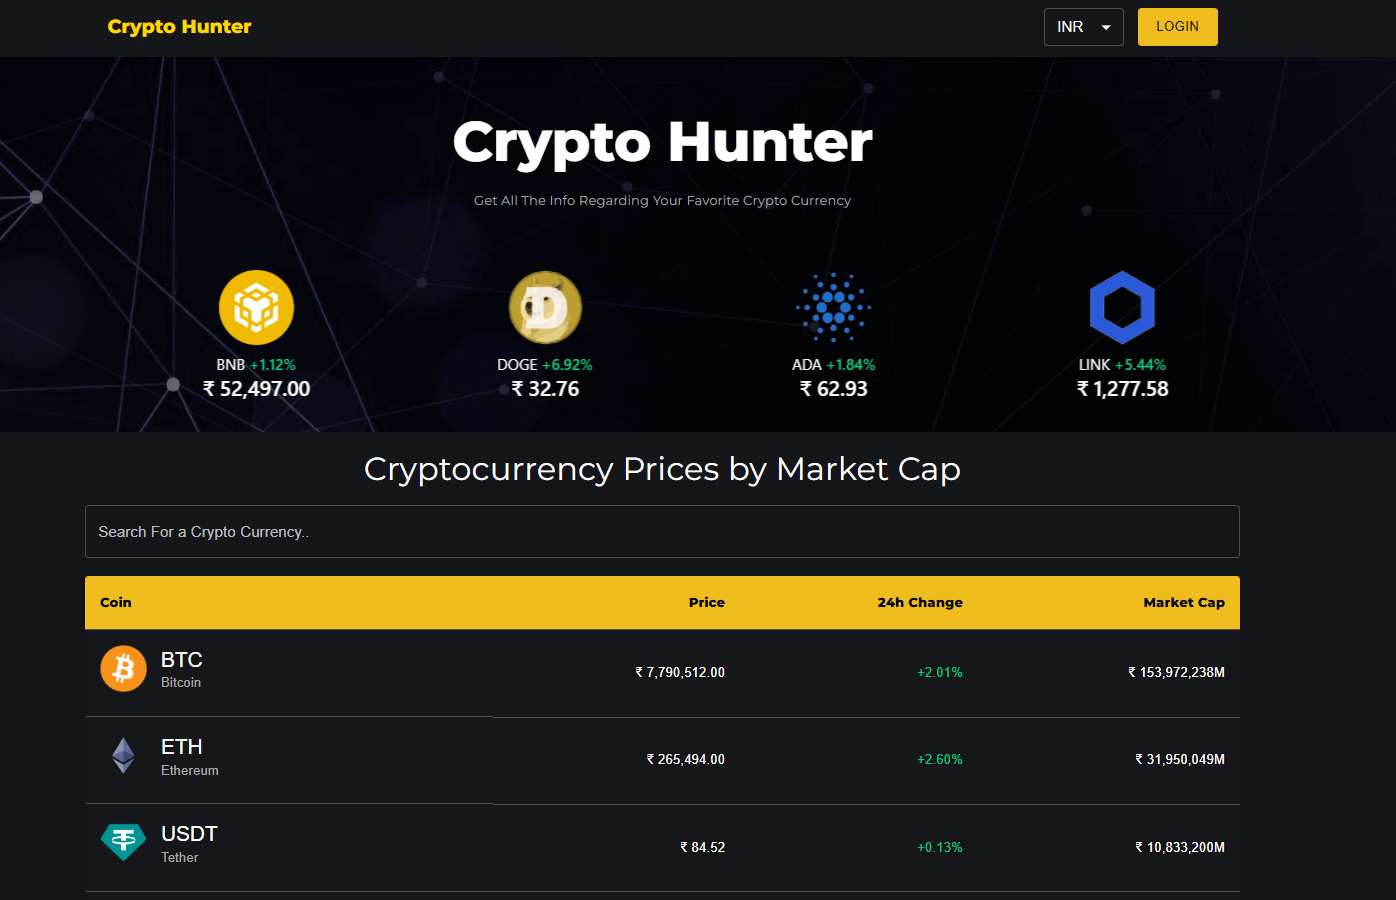 Crypto Hunter
INR
LOGIN
Crypto Hunter
Get All The Info Regarding Your Favorite Crypto Currency
BNB +1.12%
₹ 52,497.00
DOGE +6.92%
₹ 32.76
ADA +1.84%
₹ 62.93
LINK +5.44%
₹ 1,277.58
Cryptocurrency Prices by Market Cap
Search For a Crypto Currency..
Coin Price 24h Change Market Cap
BTC
Bitcoin
₹ 7,790,512.00 +2.01% ₹ 153,972,238M
ETH
Ethereum
₹ 265,494.00 +2.60% ₹ 31,950,049M
USDT
Tether
₹ 84.52 +0.13% ₹ 10,833,200M